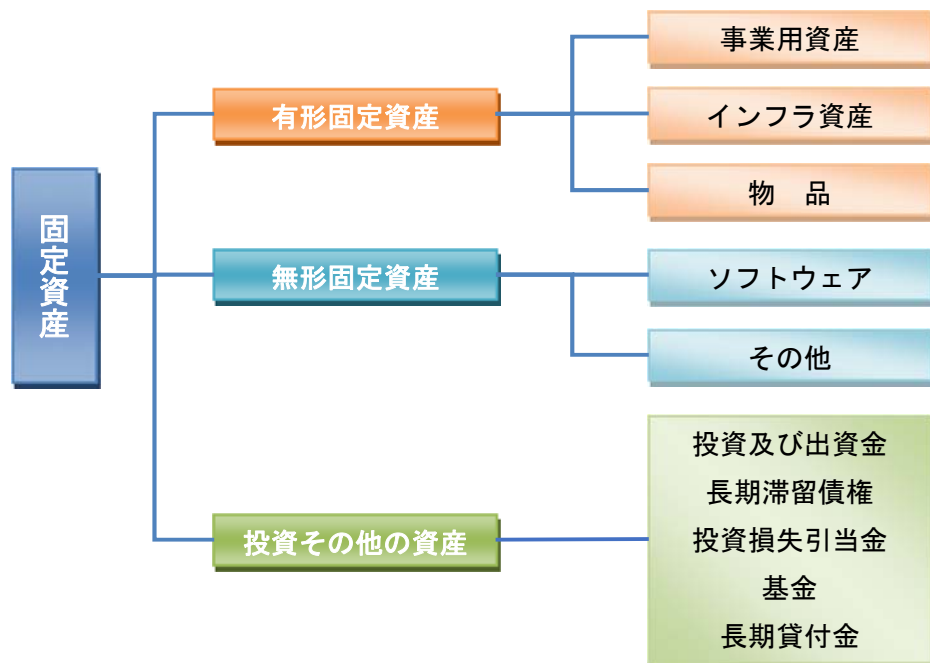 固定資産
有形固定資産
事業用資産
インフラ資産
物　品
無形固定資産
ソフトウェア
その他
投資その他の資産
投資及び出資金
長期滞留債権
投資損失引当金
基金
長期貸付金